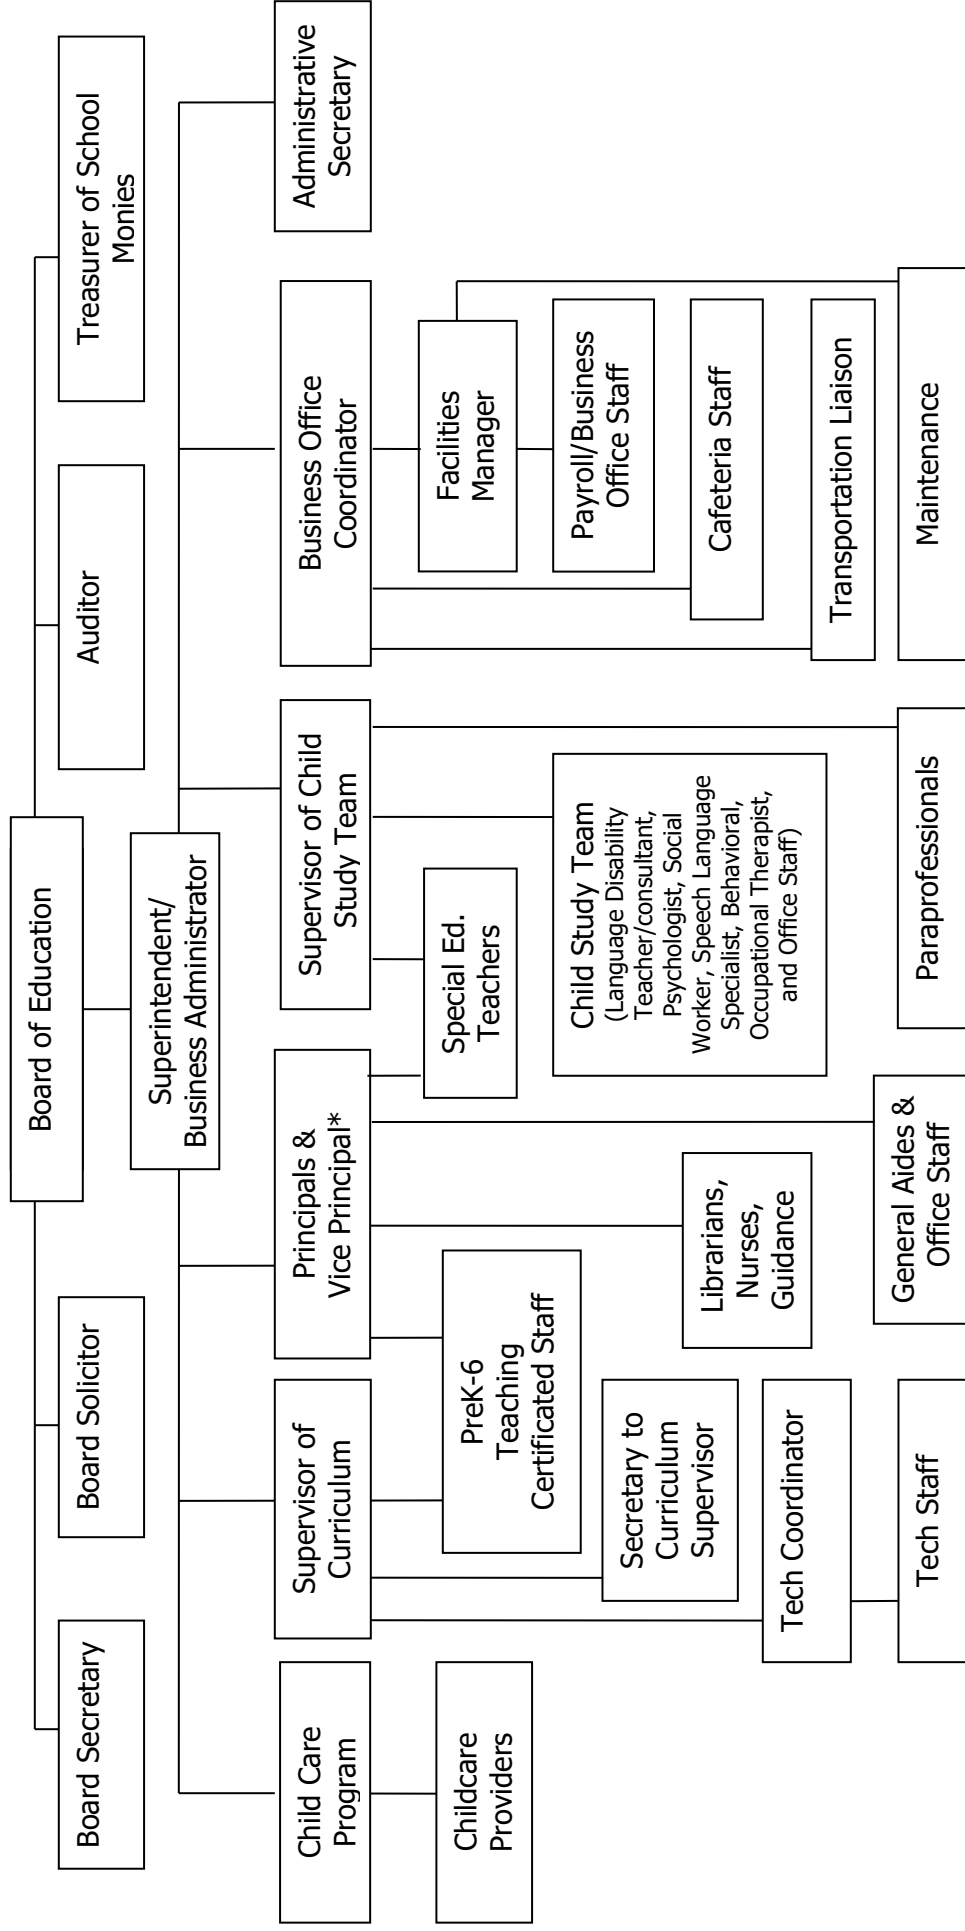 Board of Education
Board Secretary
Board Solicitor
Auditor
Treasurer of School
Monies
Superintendent/
Business Administrator
Child Care
Program
Supervisor of
Curriculum
Principals &
Vice Principal*
Supervisor of Child
Study Team
Business Office
Coordinator
Administrative
Secretary
Childcare
Providers
PreK-6
Teaching
Certificated Staff
Special Ed.
Teachers
Facilities
Manager
Secretary to
Curriculum
Supervisor
Child Study Team
(Language Disability
Teacher/consultant,
Psychologist, Social
Worker, Speech Language
Specialist, Behavioral,
Occupational Therapist,
and Office Staff)
Payroll/Business
Office Staff
Librarians,
Nurses,
Guidance
Cafeteria Staff
Tech Coordinator
Transportation Liaison
Tech Staff
General Aides &
Office Staff
Paraprofessionals
Maintenance